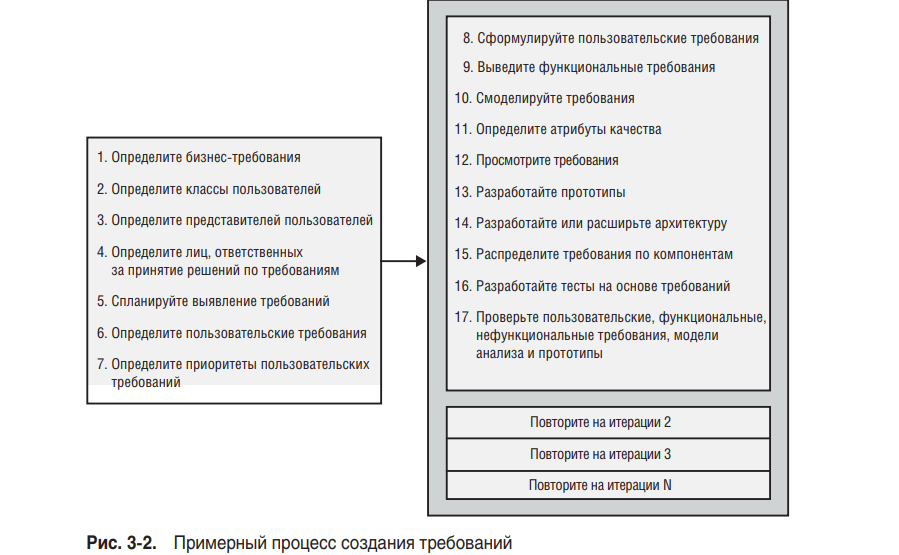 1. Определите бизнес-требования
2. Определите классы пользователей
3. Определите представителей пользователей
4. Определите лиц, ответственных
за принятие решений по требованиям
5. Спланируйте выявление требований
6. Определите пользовательские требования
7. Определите приоритеты пользовательских
требований
8. Сформулируйте пользовательские требования
9. Выведите функциональные требования
10. Смоделируйте требования
11. Определите атрибуты качества
12. Просмотрите требования
13. Разработайте прототипы
14. Разработайте или расширьте архитектуру
15. Распределите требования по компонентам
16. Разработайте тесты на основе требований
17. Проверьте пользовательские, функциональные,
нефункциональные требования, модели
анализа и прототипы
Повторите на итерации 2
Повторите на итерации 3
Повторите на итерации N
Рис. 3-2. Примерный процесс создания требований